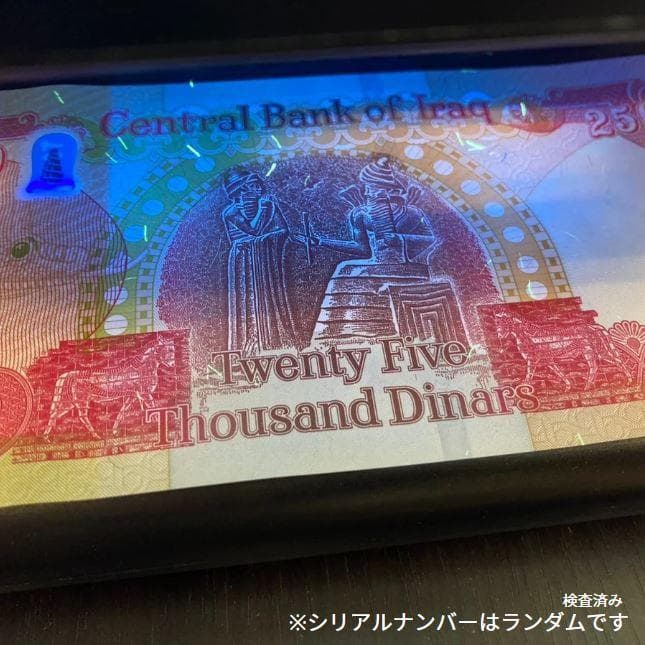 Central Bank of Iraq
25
Twenty Five
Thousand Dinars
検査済み
※シリアルナンバーはランダムです